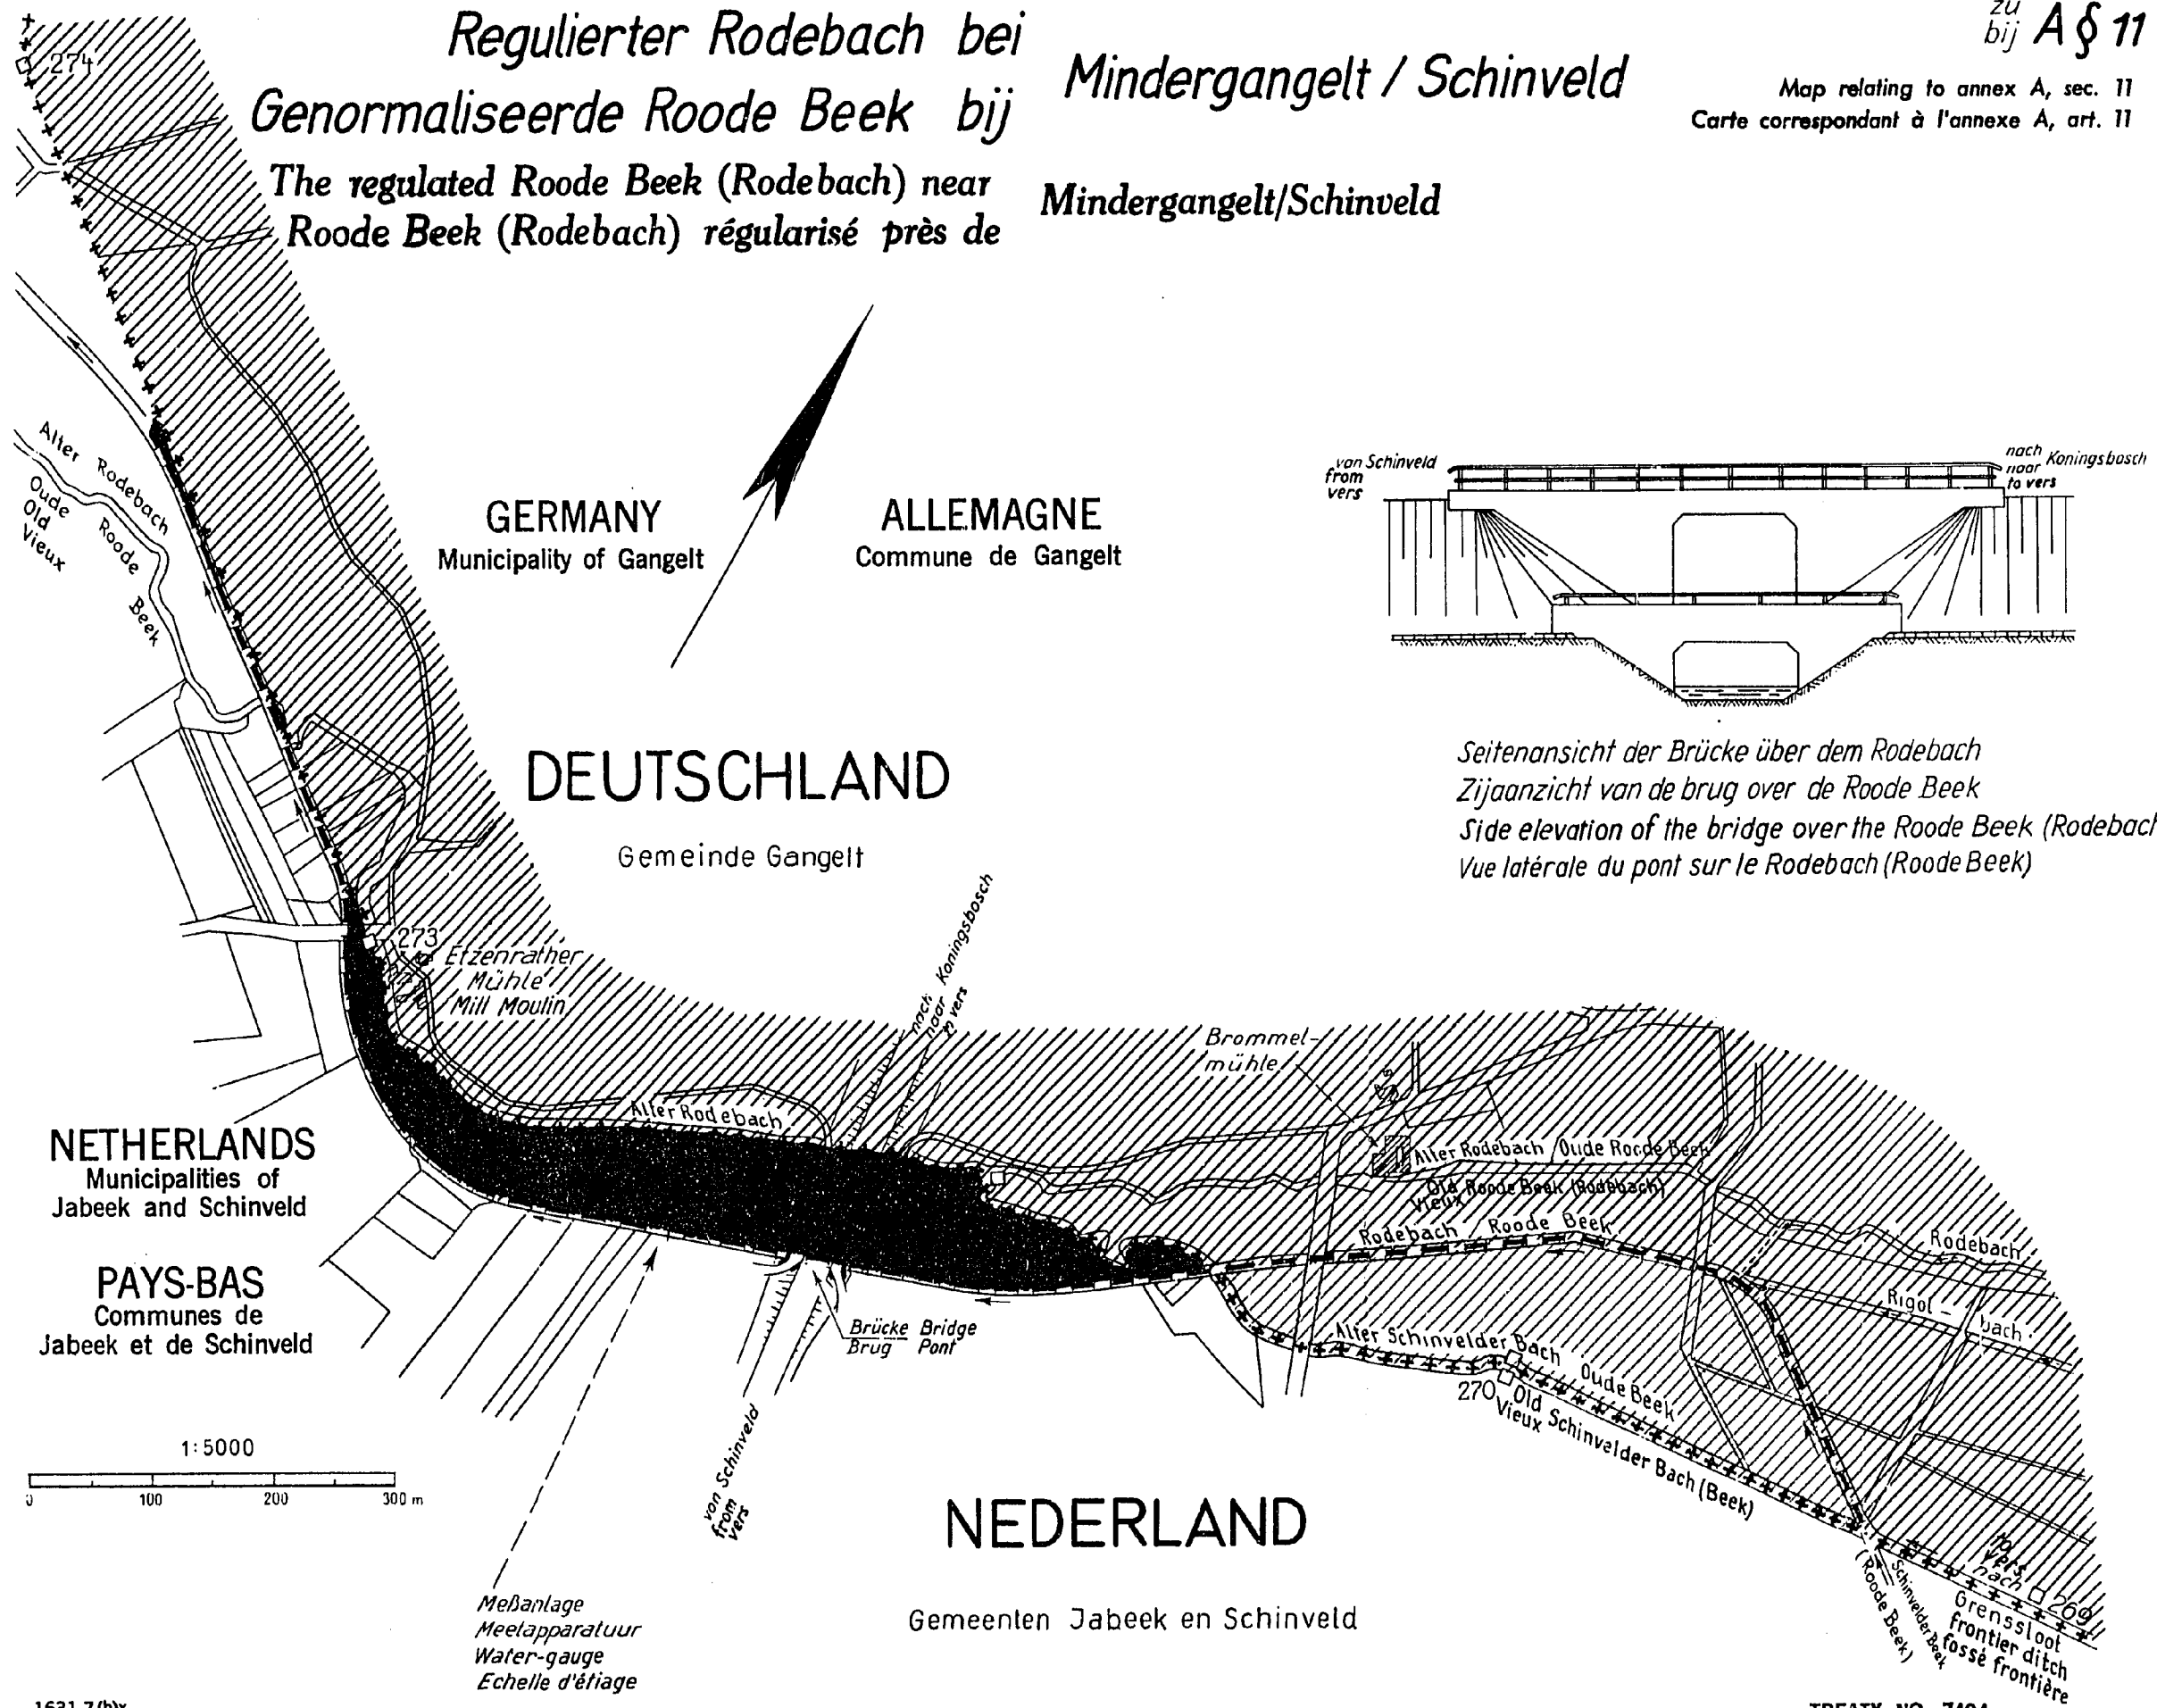 Regulierter Rodebach bei
Genormaliseerde Roode Beek bij
Mindergangelt / Schinveld
The regulated Roode Beek (Rodebach) near
Roode Beek (Rodebach) régularisé près de
Mindergangelt/Schinveld
zu
bij A § 11
Map relating to annex A, sec. 11
Carte correspondant à l'annexe A, art. 11
274
Alter Rodebach
Oude Roode Beek
Old
Vieux
GERMANY
Municipality of Gangelt
ALLEMAGNE
Commune de Gangelt
van Schinveld
from
vers
nach
naar Koningsbosch
to vers
Seitenansicht der Brücke über dem Rodebach
Zijaanzicht van de brug over de Roode Beek
Side elevation of the bridge over the Roode Beek (Rodebach
Vue latérale du pont sur le Rodebach (Roode Beek)
DEUTSCHLAND
Gemeinde Gangelt
nach Koningsbosch
naar
vers
273
Etzenrather
Mühle
Mill Moulin
Alter Rodebach
Brommel-
mühle
Alter Rodebach / Oude Roode Beek
Old Roode Beek (Rodebach)
Vieux
Rodebach / Roode Beek
Rodebach
Rigol-
bach
NETHERLANDS
Municipalities of
Jabeek and Schinveld
PAYS-BAS
Communes de
Jabeek et de Schinveld
Brücke Bridge
Brug Pont
Alter Schinvelder Bach Oude Beek
270
Old Schinvelder Bach (Beek)
Vieux
1:5000
0 100 200 300 m
von Schinveld
from
vers
NEDERLAND
Gemeenten Jabeek en Schinveld
Meßanlage
Meetapparatuur
Water-gauge
Echelle d'étiage
to
vers
nach
269
Grenssloot
frontier ditch
fossé frontière
Schinvelder Beek
(Roode Beek)
1631.7(b)x
TREATY NO. 7404